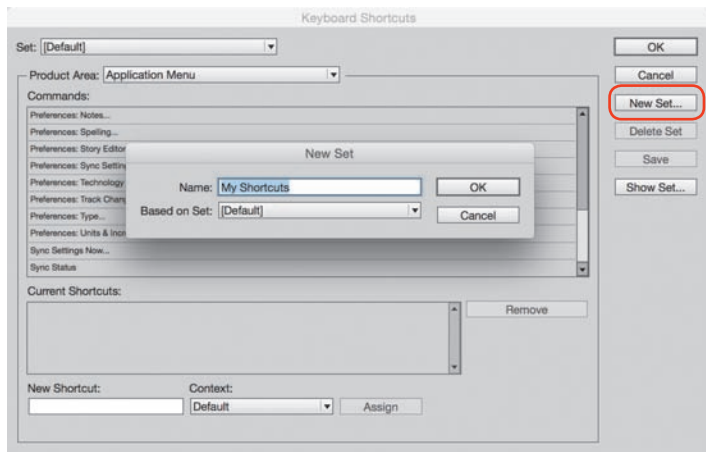 Keyboard Shortcuts
Set: [Default]
OK
Product Area: Application Menu
Cancel
Commands:
New Set...
Preferences: Notes...
Preferences: Spelling...
Delete Set
Preferences: Story Editor
New Set
Save
Preferences: Sync Settin
Preferences: Technology
Name: My Shortcuts
OK
Show Set...
Preferences: Track Chan
Based on Set: [Default]
Cancel
Preferences: Type...
Preferences: Units & Incr
Sync Settings Now...
Sync Status
Current Shortcuts:
Remove
New Shortcut:
Context:
Default
Assign